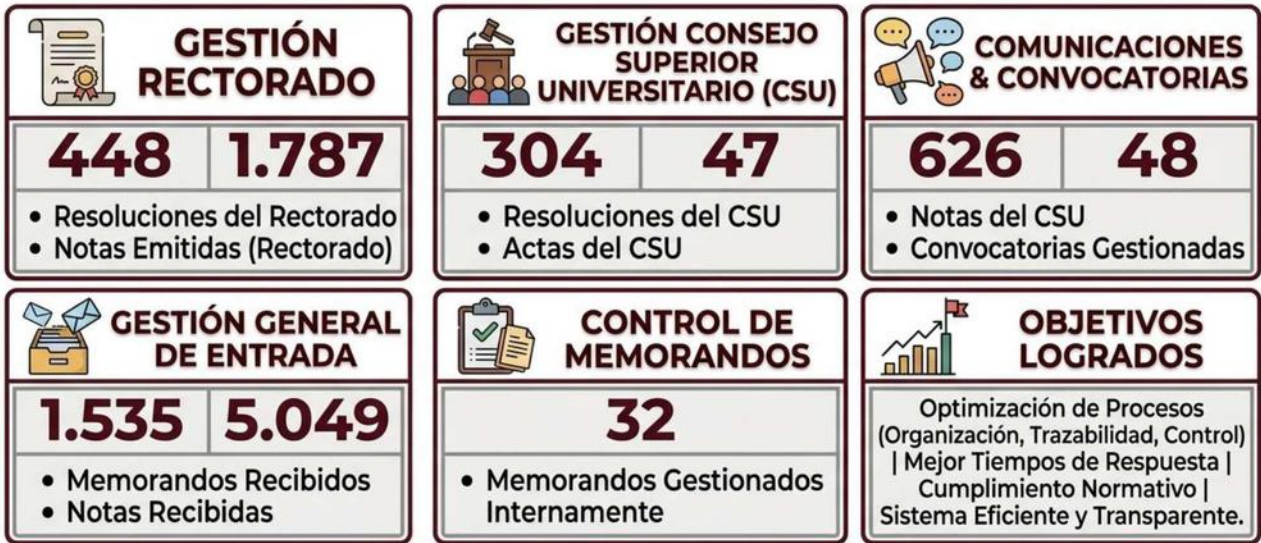 GESTIÓN
RECTORADO
448 1.787
• Resoluciones del Rectorado
• Notas Emitidas (Rectorado)
GESTIÓN CONSEJO
SUPERIOR
UNIVERSITARIO (CSU)
304 47
• Resoluciones del CSU
• Actas del CSU
COMUNICACIONES
& CONVOCATORIAS
626 48
• Notas del CSU
• Convocatorias Gestionadas
GESTIÓN GENERAL
DE ENTRADA
1.535 5.049
• Memorandos Recibidos
• Notas Recibidas
CONTROL DE
MEMORANDOS
32
• Memorandos Gestionados
Internamente
OBJETIVOS
LOGRADOS
Optimización de Procesos
(Organización, Trazabilidad, Control)
| Mejor Tiempos de Respuesta |
Cumplimiento Normativo |
Sistema Eficiente y Transparente.